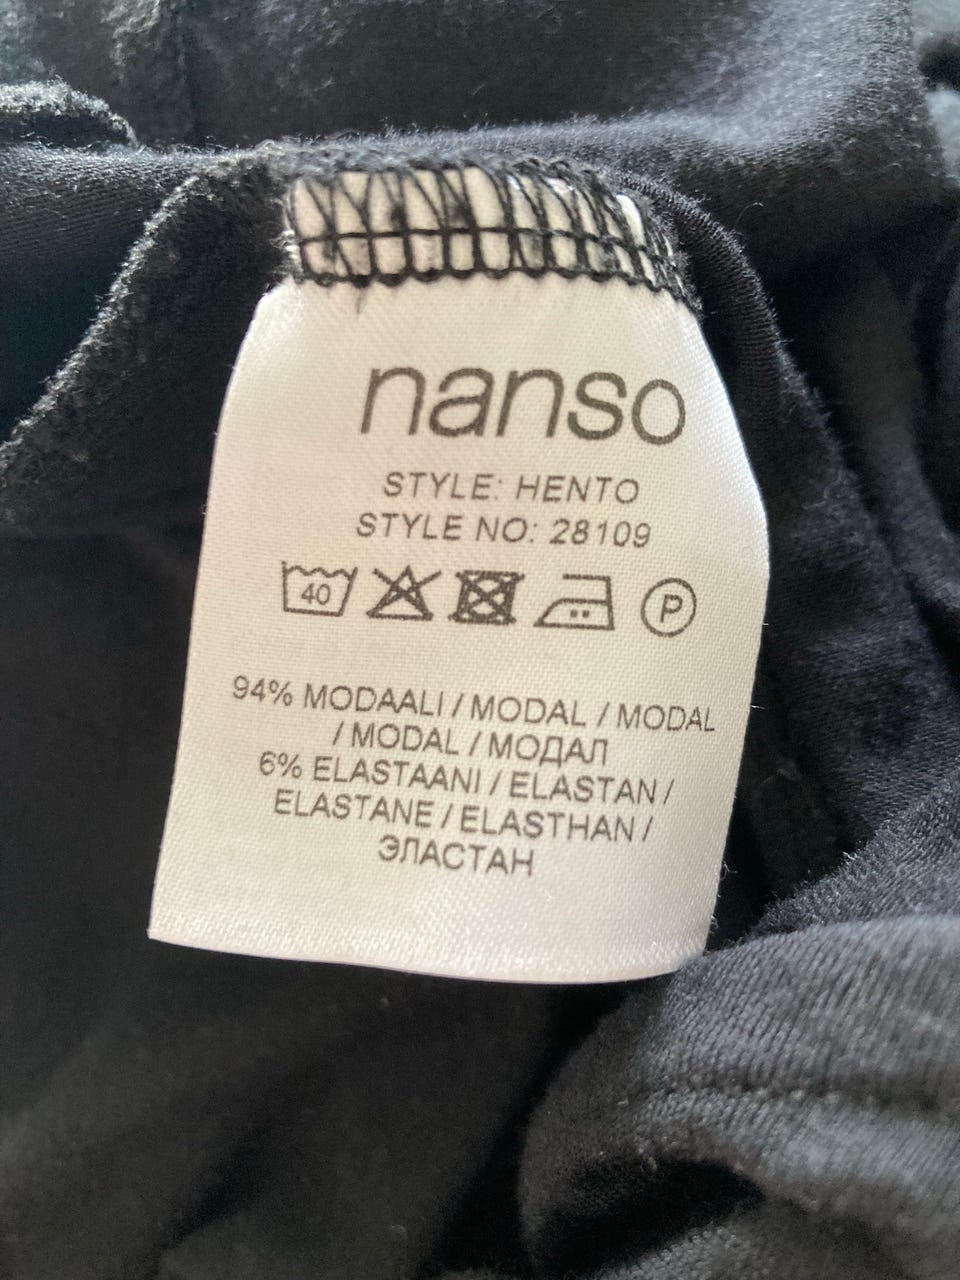 nanso
STYLE: HENTO
STYLE NO: 28109
40 P
94% MODAALI / MODAL / MODAL
/ MODAL / МОДАЛ
6% ELASTAANI / ELASTAN /
ELASTANE / ELASTHAN /
ЭЛАСТАН